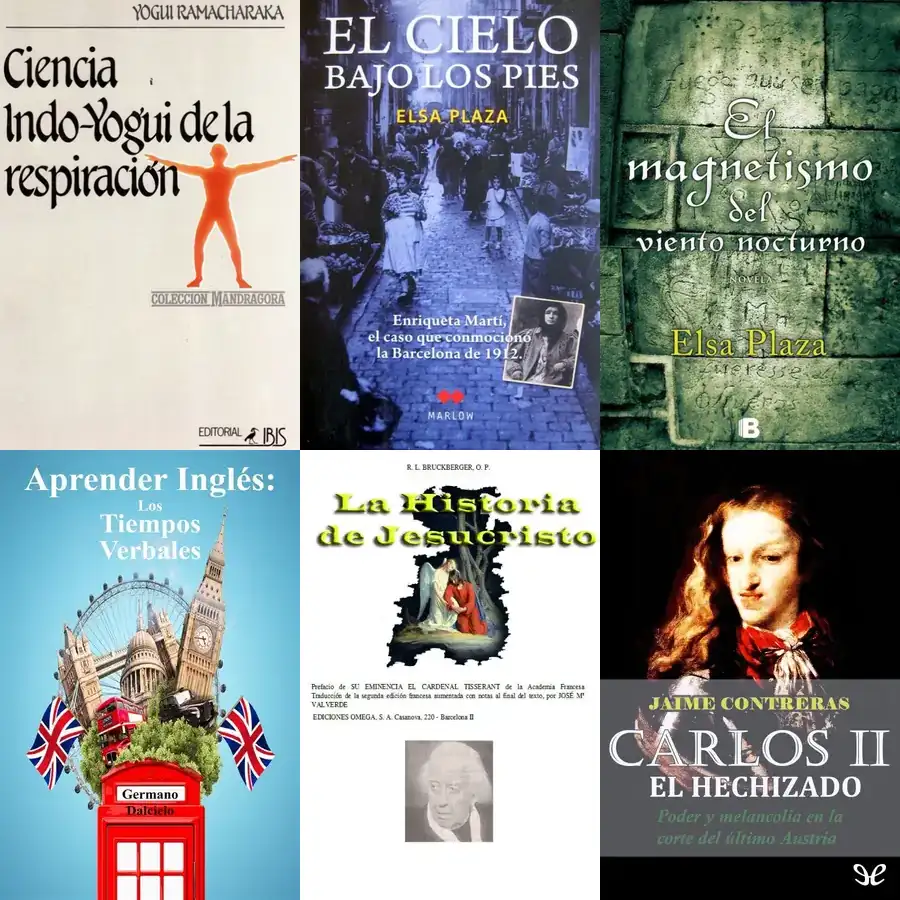 YOGUI RAMACHARAKA
Ciencia
Indo-Yogui de la
respiración
COLECCION MANDRAGORA
EDITORIAL IBIS
EL CIELO
BAJO LOS PIES
ELSA PLAZA
Enriqueta Martí,
el caso que conmocionó
la Barcelona de 1912.
MARLOW
El
magnetismo
del
viento nocturno
NOVELA
Elsa Plaza
B
Aprender Inglés:
Los
Tiempos
Verbales
Germano
Dalcielo
R. L. BRUCKBERGER, O. P.
La Historia
de Jesucristo
Prefacio de SU EMINENCIA EL CARDENAL TISSERANT de la Academia Francesa
Traducción de la segunda edición francesa aumentada con notas al final del texto, por JOSÉ Mª
VALVERDE
EDICIONES OMEGA, S. A. Casanova, 220 - Barcelona II
JAIME CONTRERAS
CARLOS II
EL HECHIZADO
Poder y melancolía en la
corte del último Austria